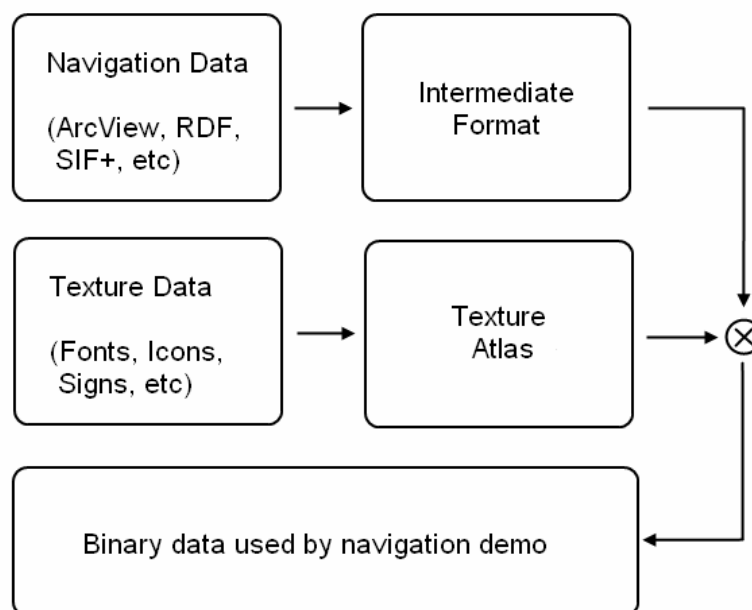 Navigation Data
(ArcView, RDF,
SIF+, etc)
Intermediate
Format
Texture Data
(Fonts, Icons,
Signs, etc)
Texture
Atlas
Binary data used by navigation demo